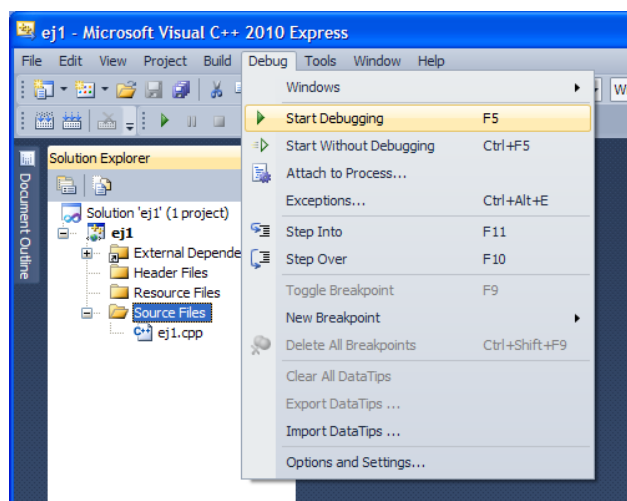 ej1 - Microsoft Visual C++ 2010 Express
File Edit View Project Build Debug Tools Window Help
W
Windows
Start Debugging F5
Start Without Debugging Ctrl+F5
Attach to Process...
Exceptions... Ctrl+Alt+E
Step Into F11
Step Over F10
Toggle Breakpoint F9
New Breakpoint
Delete All Breakpoints Ctrl+Shift+F9
Clear All DataTips
Export DataTips ...
Import DataTips ...
Options and Settings...
Document Outline
Solution Explorer
Solution 'ej1' (1 project)
ej1
External Depende
Header Files
Resource Files
Source Files
C++ ej1.cpp